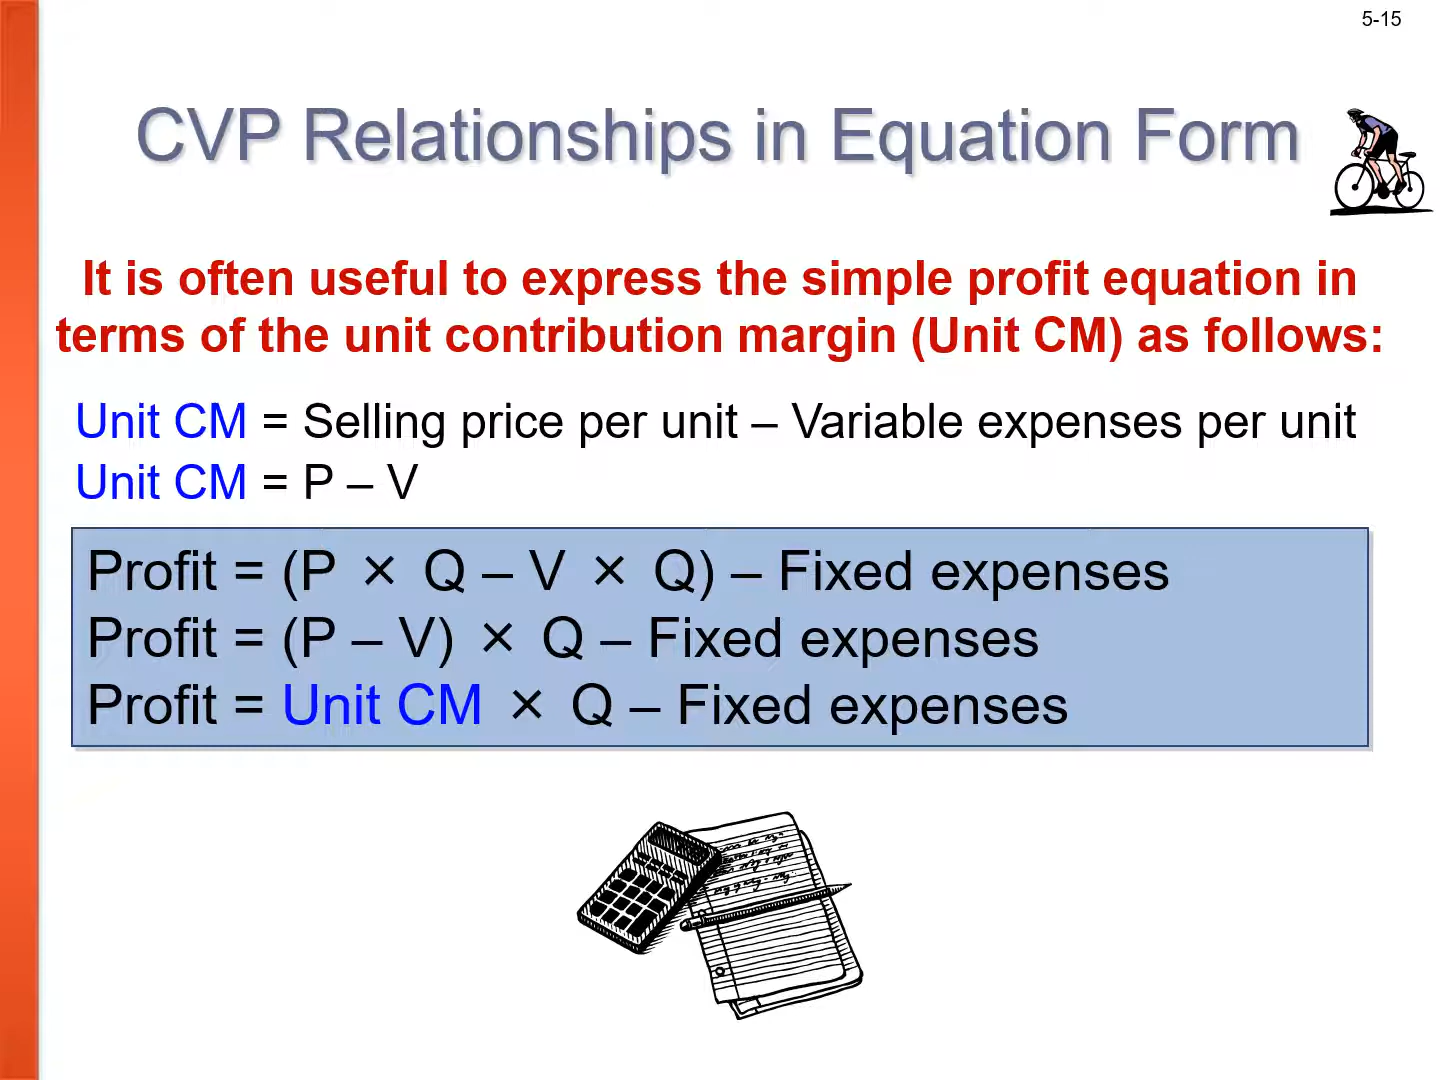 5-15
CVP Relationships in Equation Form
It is often useful to express the simple profit equation in
terms of the unit contribution margin (Unit CM) as follows:
Unit CM = Selling price per unit – Variable expenses per unit
Unit CM = P – V
Profit = (P × Q – V × Q) – Fixed expenses
Profit = (P – V) × Q – Fixed expenses
Profit = Unit CM × Q – Fixed expenses